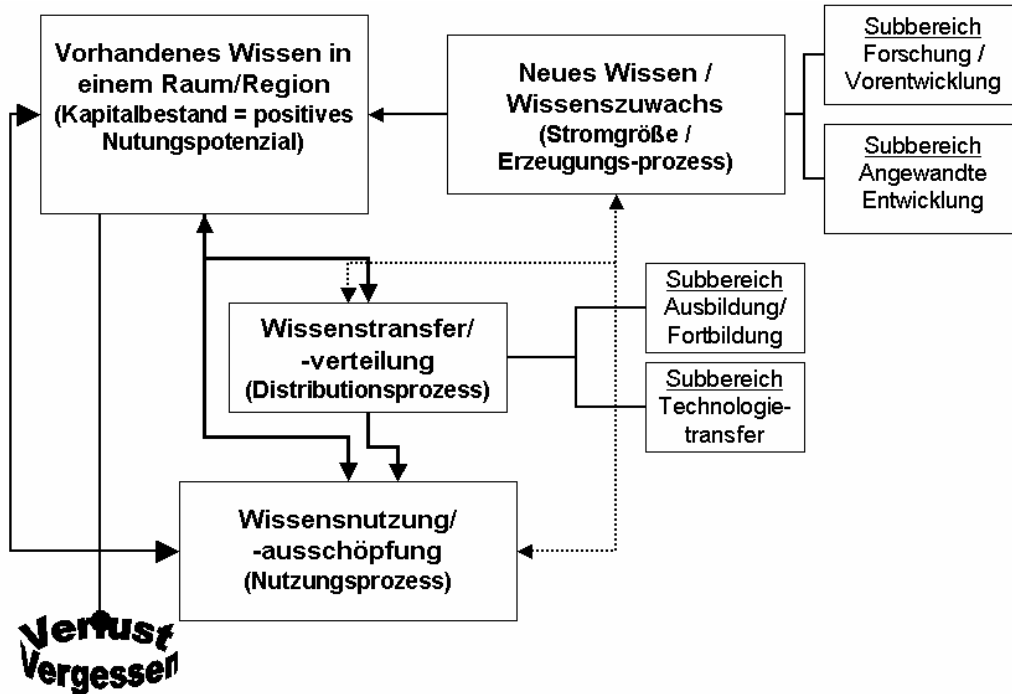 Vorhandenes Wissen in
einem Raum/Region
(Kapitalbestand = positives
Nutungspotenzial)
Neues Wissen /
Wissenszuwachs
(Stromgröße /
Erzeugungs-prozess)
Subbereich
Forschung /
Vorentwicklung
Subbereich
Angewandte
Entwicklung
Wissenstransfer/
-verteilung
(Distributionsprozess)
Subbereich
Ausbildung/
Fortbildung
Subbereich
Technologie-
transfer
Wissensnutzung/
-ausschöpfung
(Nutzungsprozess)
Verlust
Vergessen